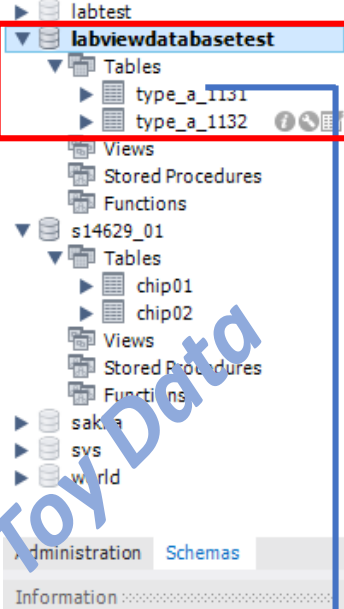 labtest
labviewdatabasetest
Tables
type_a_1131
type_a_1132
Views
Stored Procedures
Functions
s14629_01
Tables
chip01
chip02
Views
Stored Procedures
Functions
sakila
sys
world
Toy Data
Administration Schemas
Information